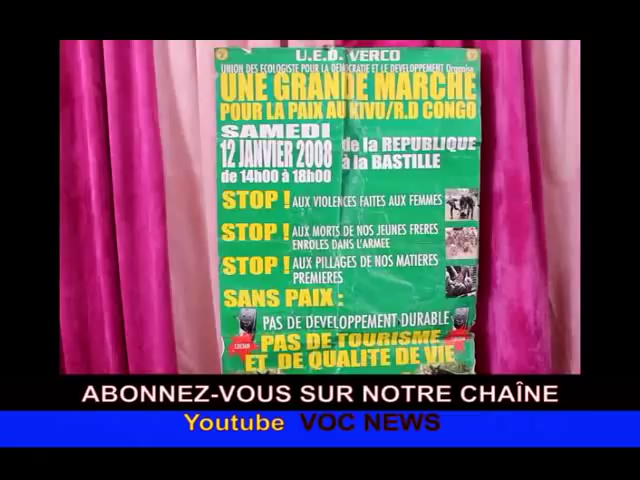 U.E.D. VERCO
UNION DES ECOLOGISTE POUR LA DEMOCRATIE ET LE DEVELOPPEMENT Organise
UNE GRANDE MARCHE
POUR LA PAIX AU KIVU/R.D CONGO
SAMEDI
12 JANVIER 2008
de 14h00 à 18h00
de la REPUBLIQUE
à la BASTILLE
STOP ! AUX VIOLENCES FAITES AUX FEMMES
STOP ! AUX MORTS DE NOS JEUNES FRERES
ENROLES DANS L'ARMEE
STOP ! AUX PILLAGES DE NOS MATIERES
PREMIERES
SANS PAIX :
PAS DE DEVELOPPEMENT DURABLE
PAS DE TOURISME
ET DE QUALITE DE VIE
ABONNEZ-VOUS SUR NOTRE CHAÎNE
Youtube VOC NEWS